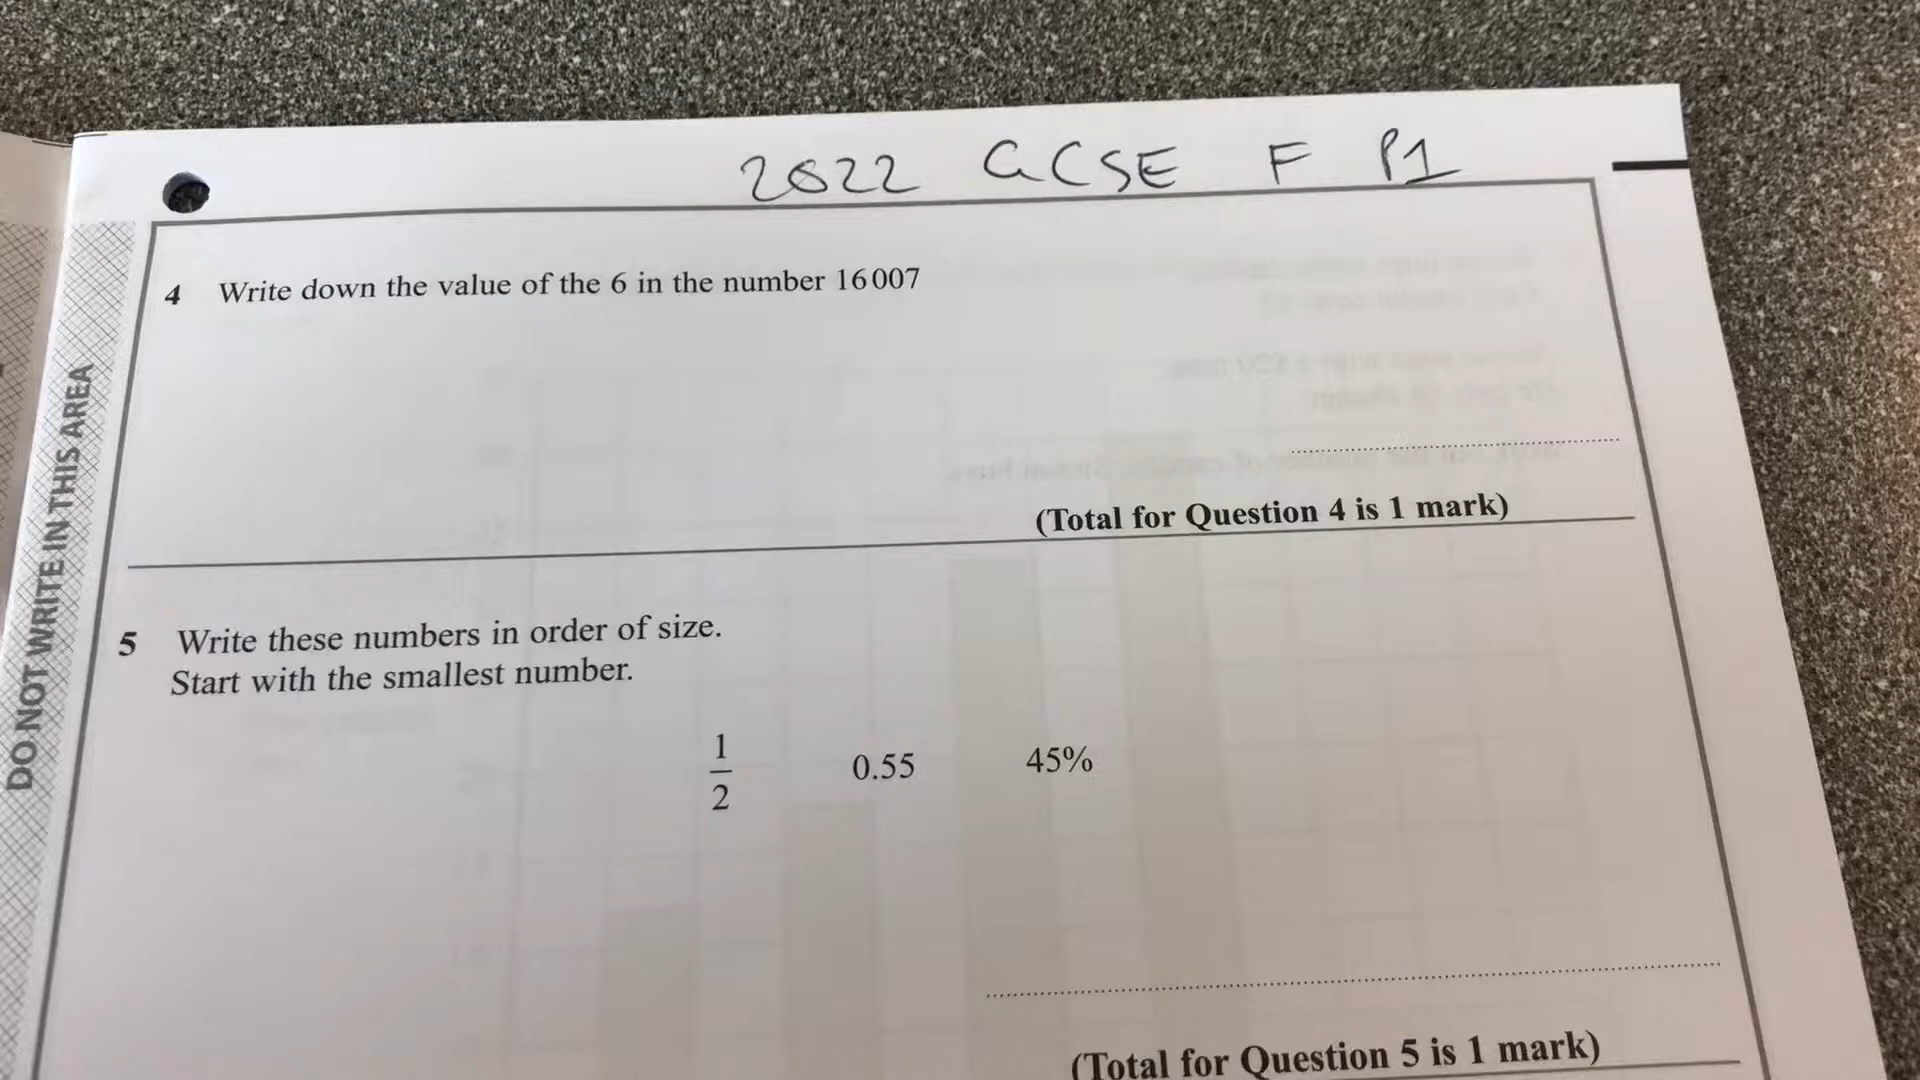 2022 GCSE F P1
4 Write down the value of the 6 in the number 16 007
(Total for Question 4 is 1 mark)
5 Write these numbers in order of size.
Start with the smallest number.
1/2 0.55 45%
(Total for Question 5 is 1 mark)
DO NOT WRITE IN THIS AREA